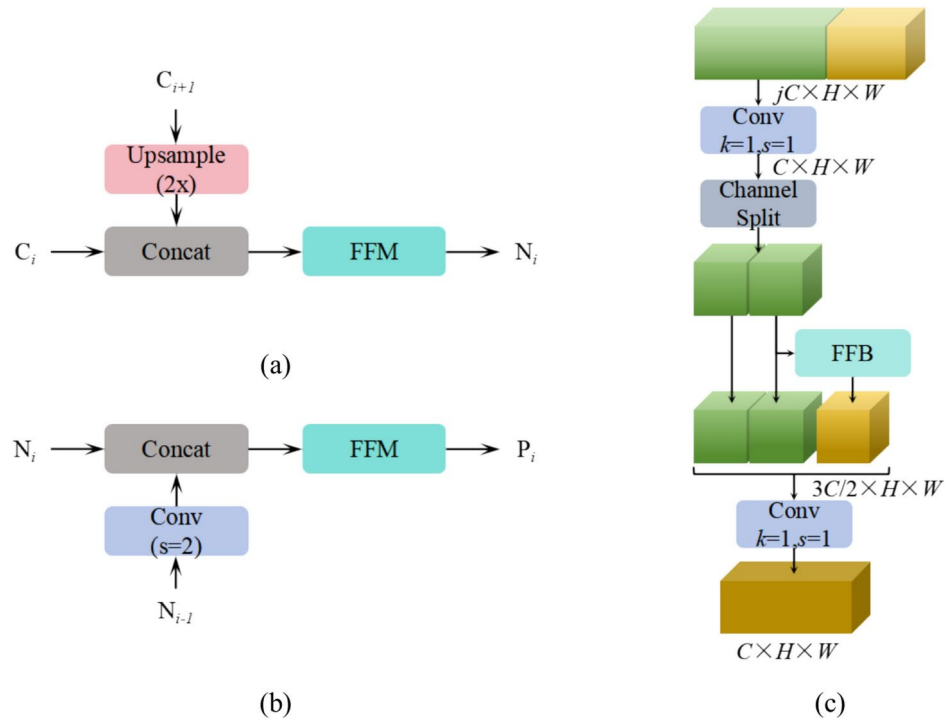 (a)
C_{i+1}
Upsample
(2x)
C_i
Concat
FFM
N_i
(b)
N_i
Concat
FFM
P_i
Conv
(s=2)
N_{i-1}
(c)
jC×H×W
Conv
k=1,s=1
C×H×W
Channel
Split
FFB
3C/2×H×W
Conv
k=1,s=1
C×H×W